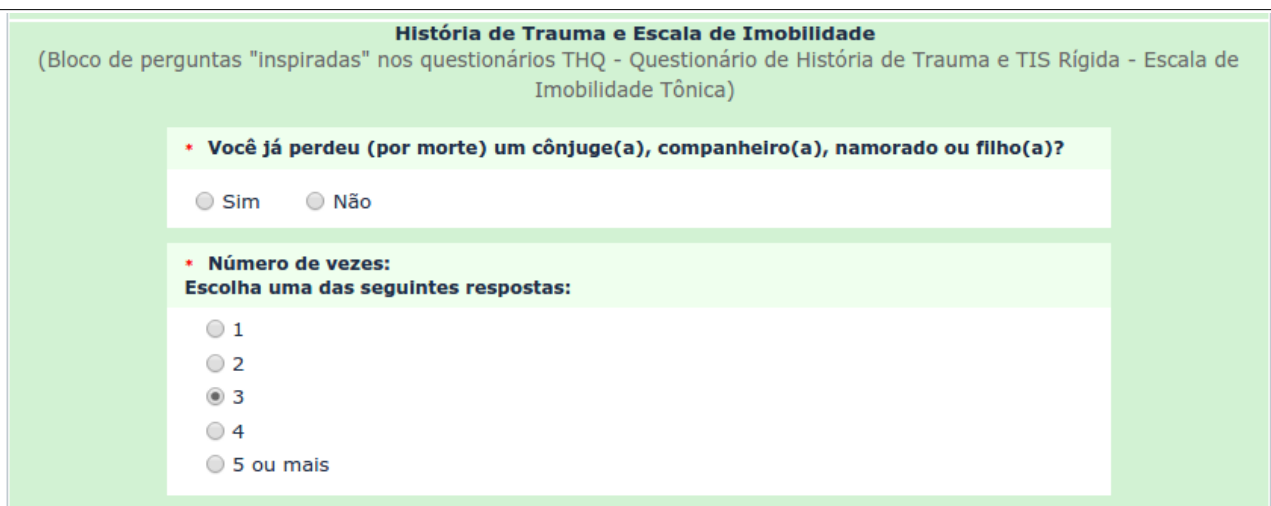 História de Trauma e Escala de Imobilidade
(Bloco de perguntas "inspiradas" nos questionários THQ - Questionário de História de Trauma e TIS Rígida - Escala de
Imobilidade Tônica)
* Você já perdeu (por morte) um cônjuge(a), companheiro(a), namorado ou filho(a)?
Sim Não
* Número de vezes:
Escolha uma das seguintes respostas:
1
2
3
4
5 ou mais